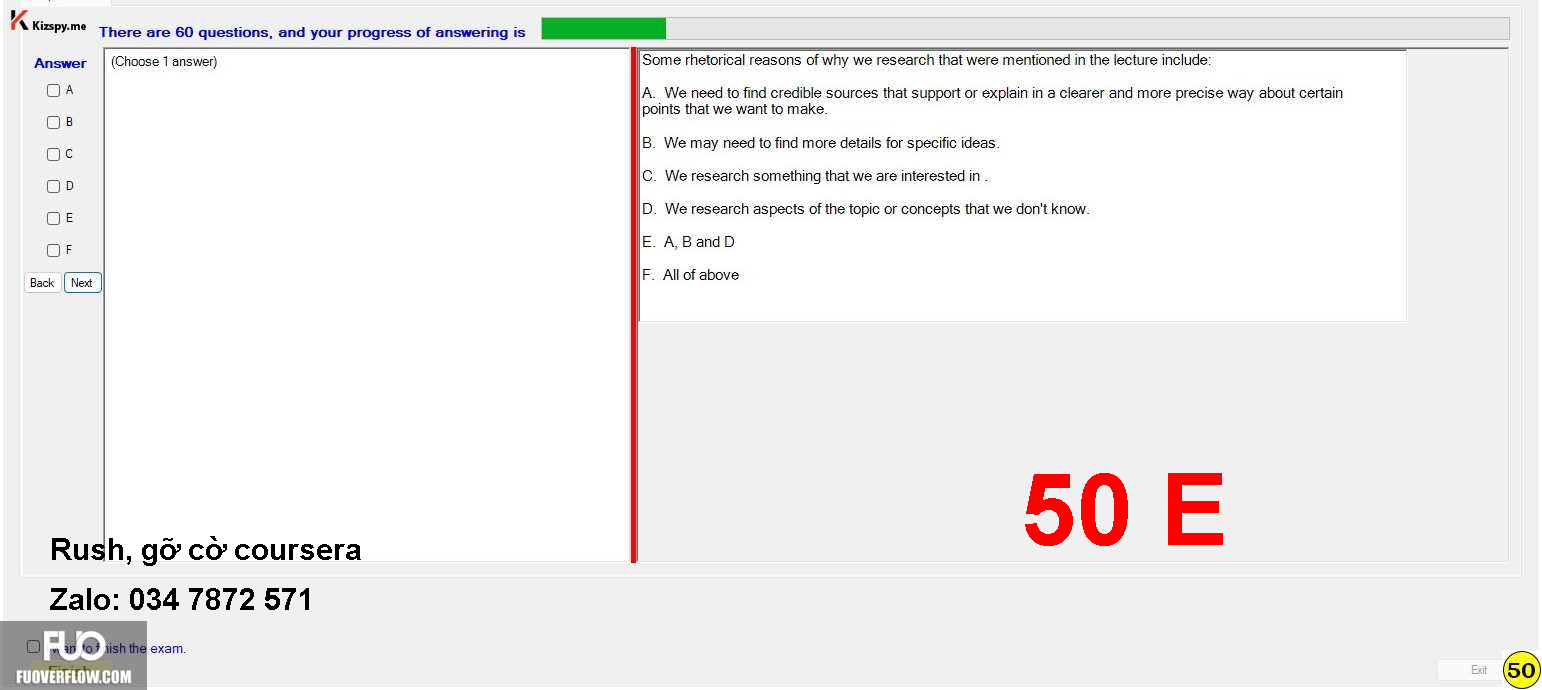 Kizspy.me
There are 60 questions, and your progress of answering is
Answer
(Choose 1 answer)
A
B
C
D
E
F
Back Next
Some rhetorical reasons of why we research that were mentioned in the lecture include:
A. We need to find credible sources that support or explain in a clearer and more precise way about certain
points that we want to make.
B. We may need to find more details for specific ideas.
C. We research something that we are interested in .
D. We research aspects of the topic or concepts that we don't know.
E. A, B and D
F. All of above
50 E
Rush, gỡ cờ coursera
Zalo: 034 7872 571
FUO
want to finish the exam.
Finish
FUOVERFLOW.COM
Exit
50